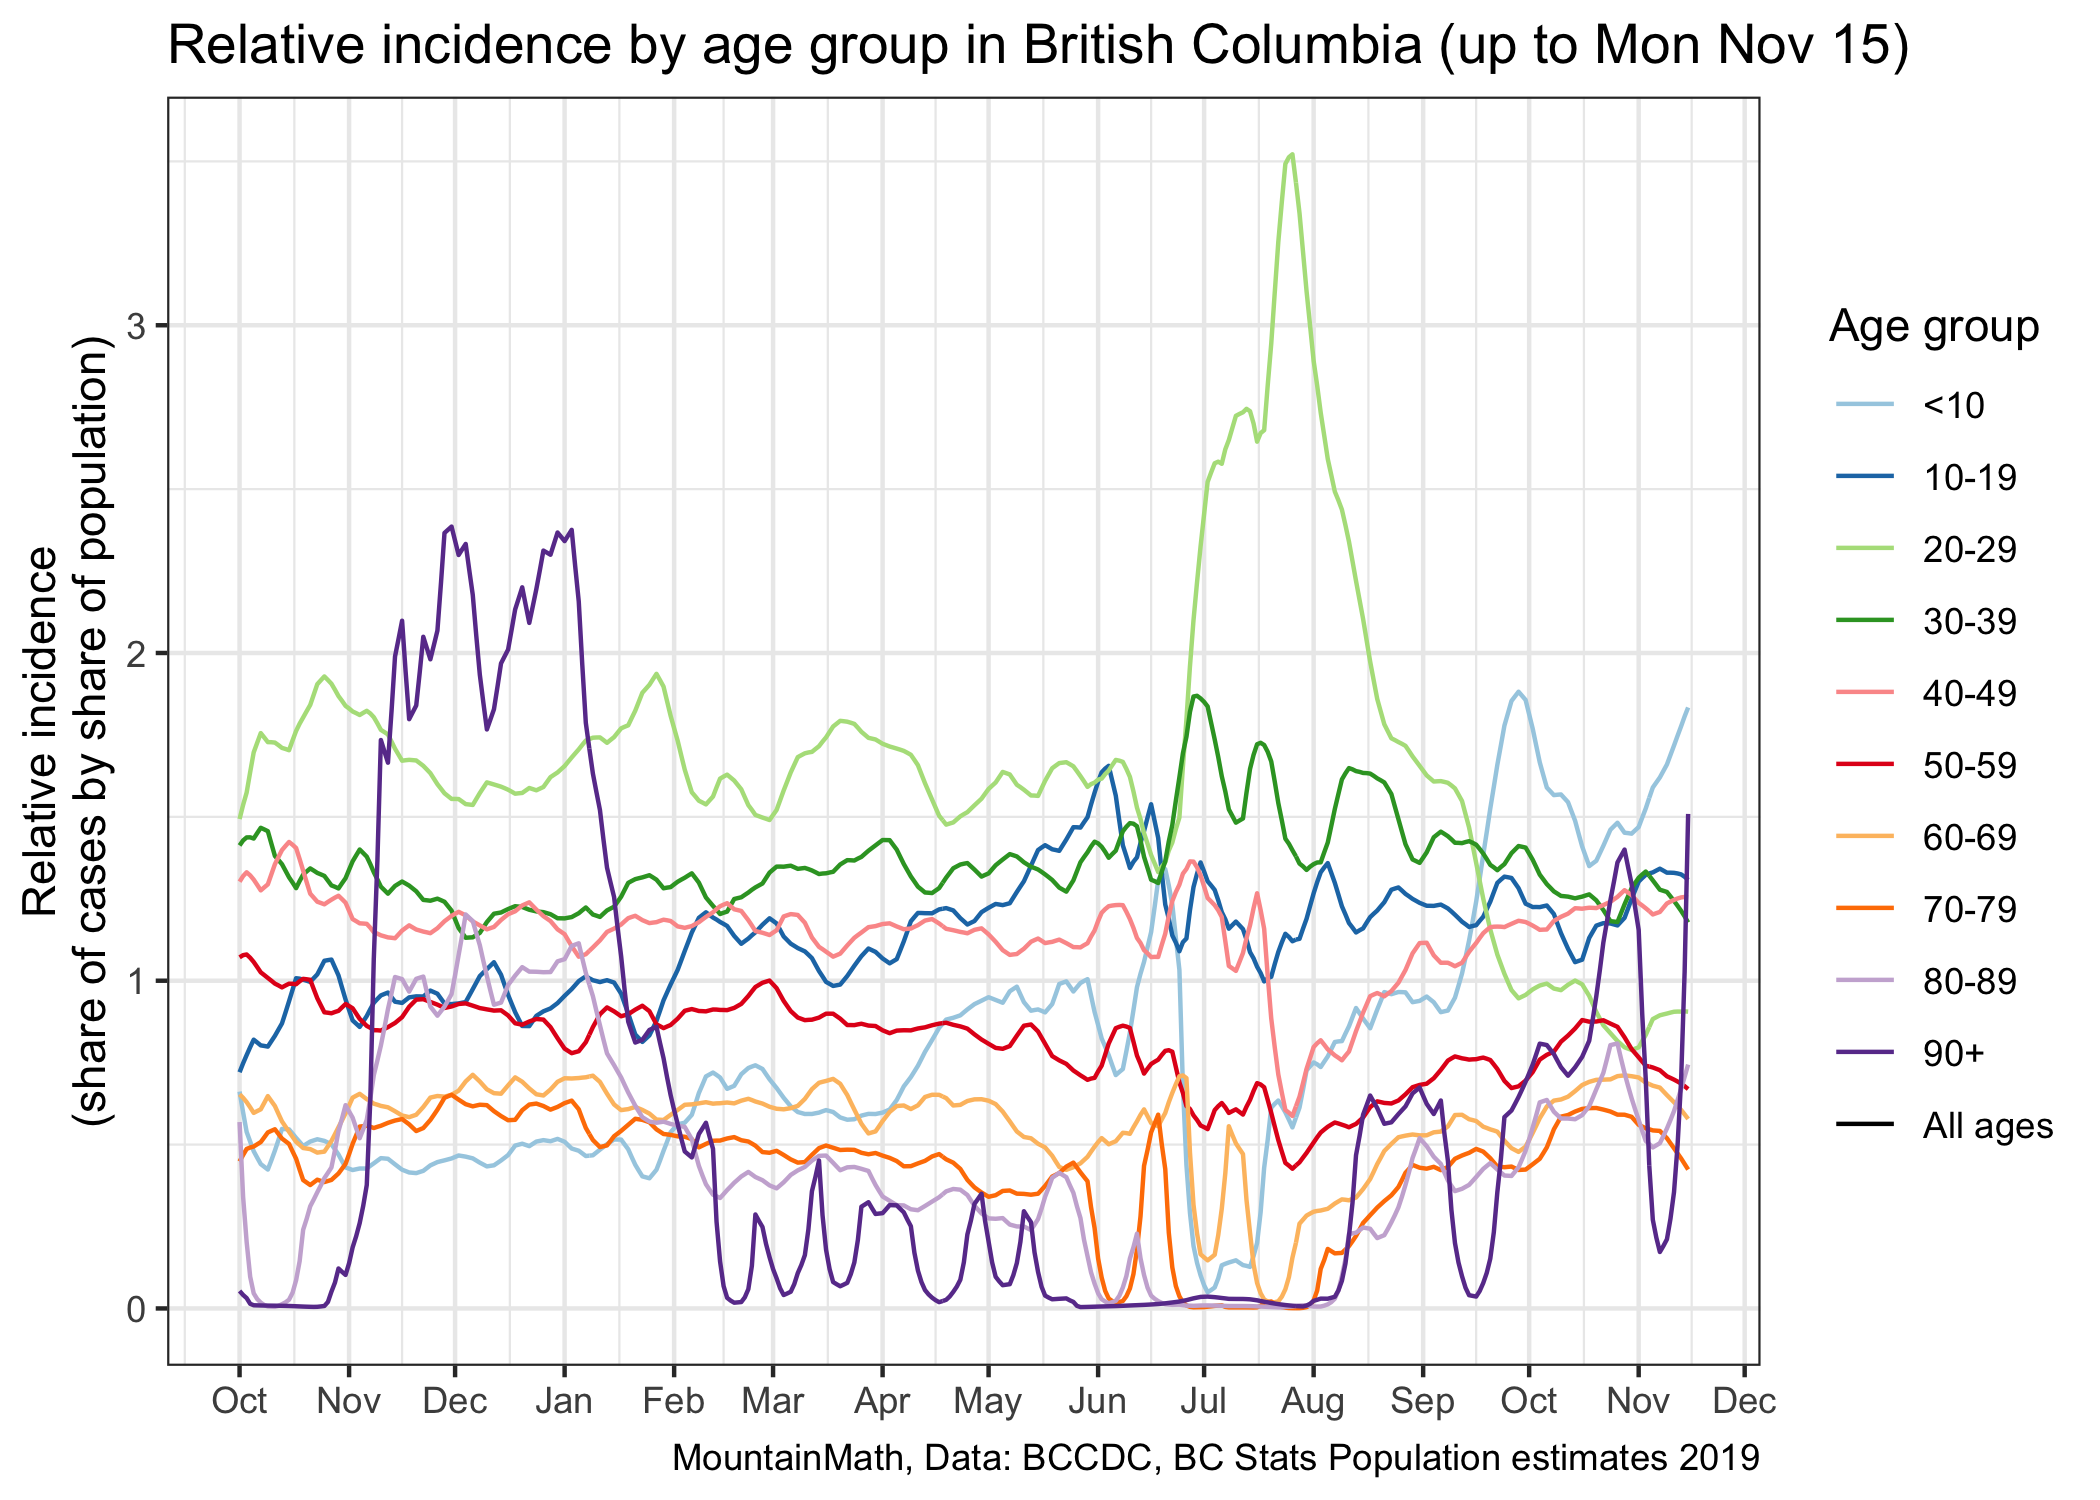 Relative incidence by age group in British Columbia (up to Mon Nov 15)
Relative incidence
(share of cases by share of population)
3
2
1
0
Oct Nov Dec Jan Feb Mar Apr May Jun Jul Aug Sep Oct Nov Dec
Age group
<10
10-19
20-29
30-39
40-49
50-59
60-69
70-79
80-89
90+
All ages
MountainMath, Data: BCCDC, BC Stats Population estimates 2019